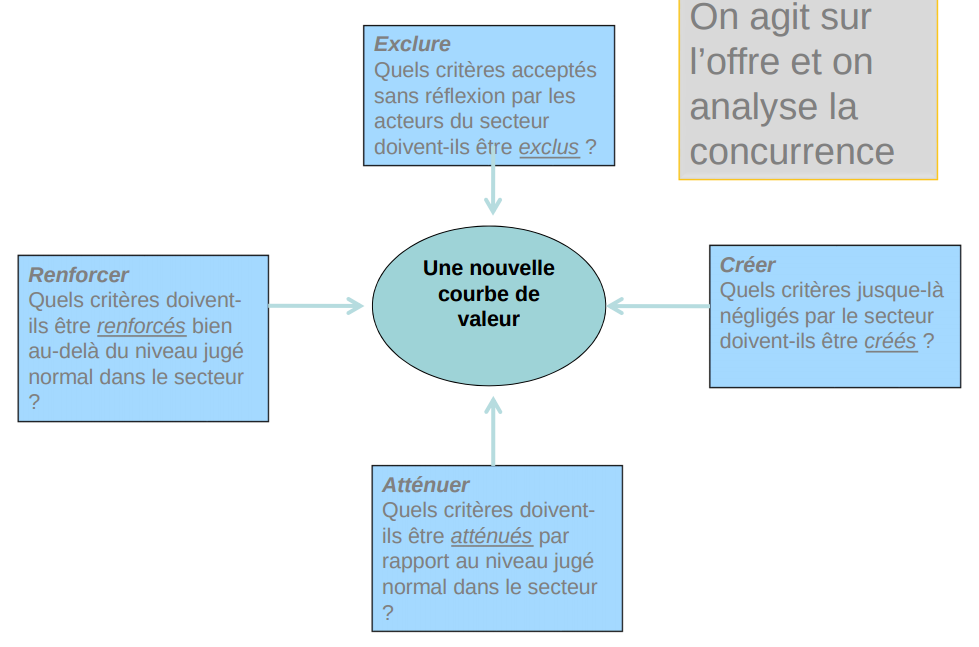 On agit sur
l’offre et on
analyse la
concurrence
Exclure
Quels critères acceptés
sans réflexion par les
acteurs du secteur
doivent-ils être exclus ?
Renforcer
Quels critères doivent-
ils être renforcés bien
au-delà du niveau jugé
normal dans le secteur
?
Une nouvelle
courbe de
valeur
Créer
Quels critères jusque-là
négligés par le secteur
doivent-ils être créés ?
Atténuer
Quels critères doivent-
ils être atténués par
rapport au niveau jugé
normal dans le secteur
?